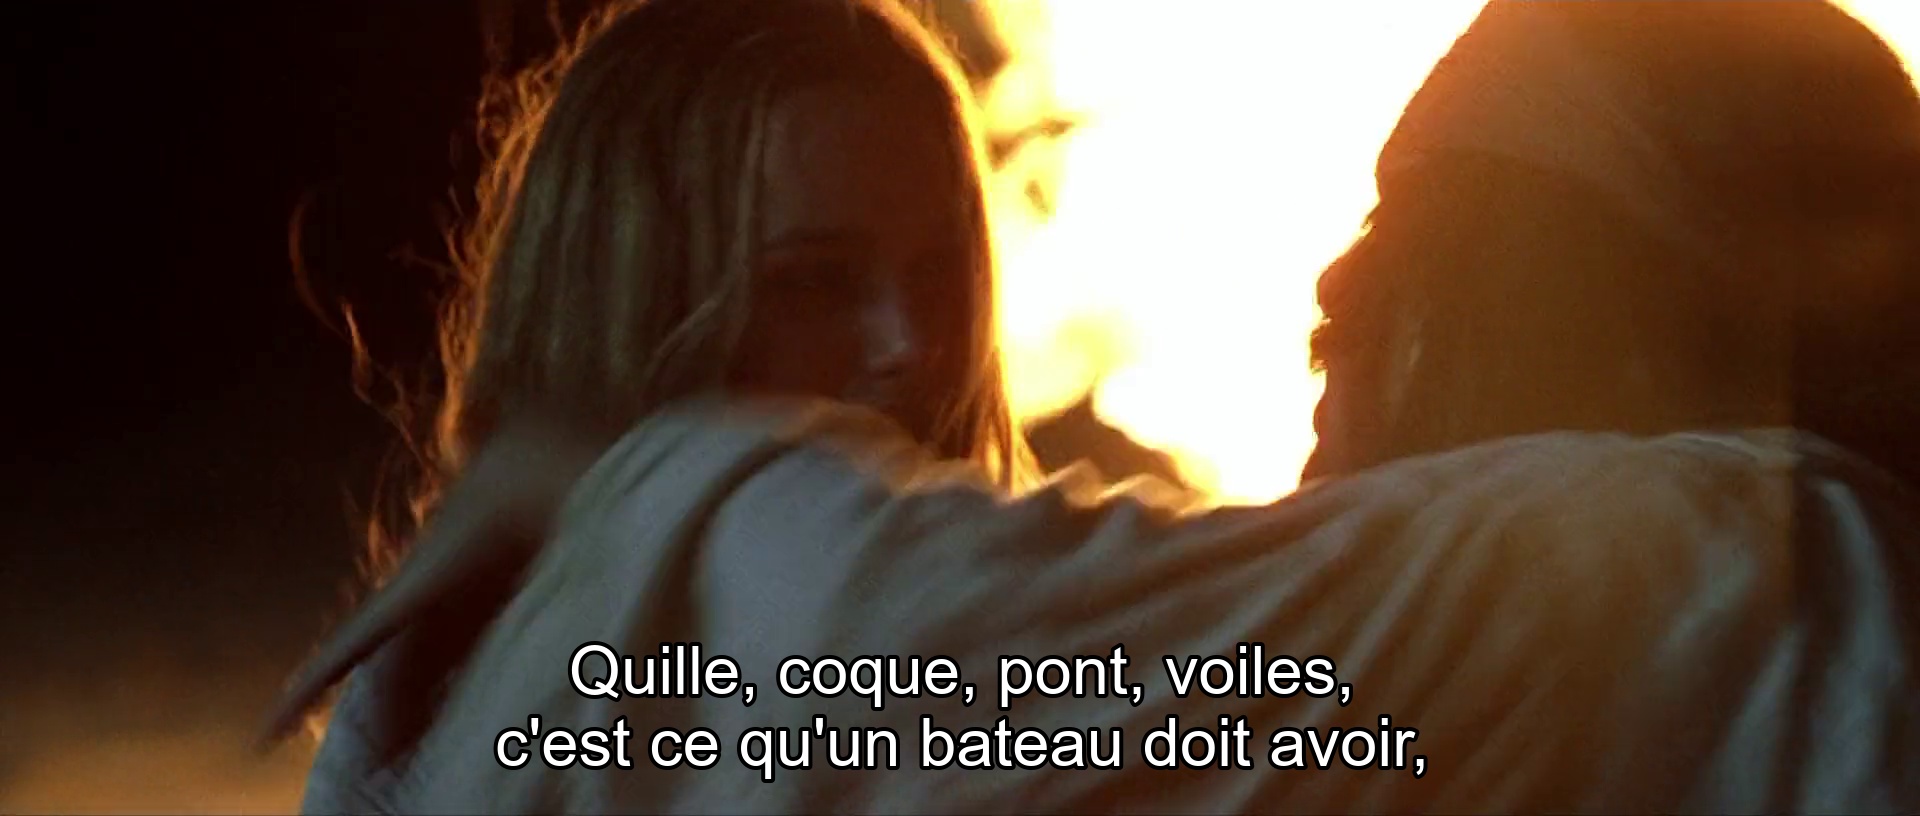 Quille, coque, pont, voiles,
c'est ce qu'un bateau doit avoir,